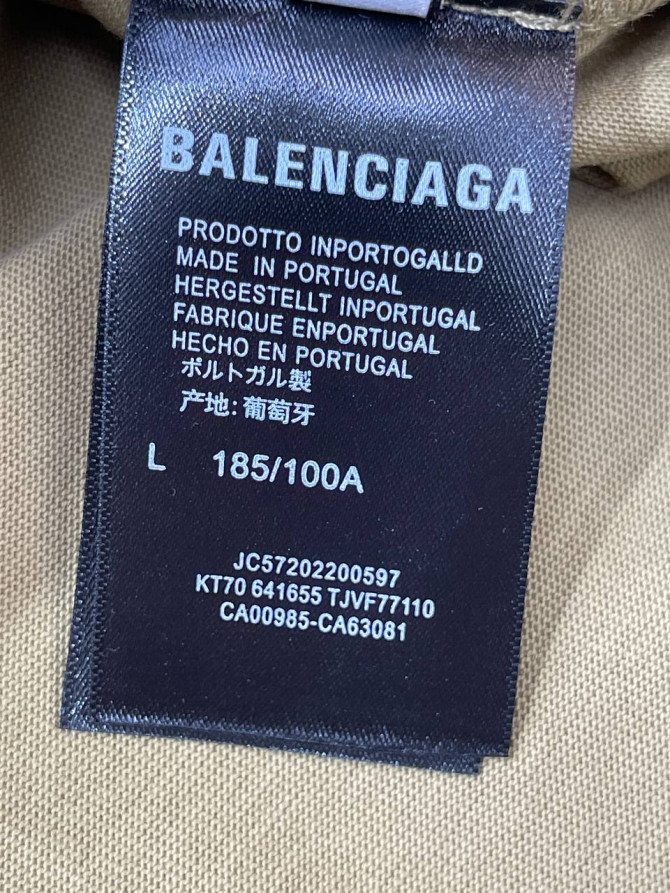 BALENCIAGA
PRODOTTO INPORTOGALLD
MADE IN PORTUGAL
HERGESTELLT INPORTUGAL
FABRIQUE ENPORTUGAL
HECHO EN PORTUGAL
ポルトガル製
产地:葡萄牙
L 185/100A
JC57202200597
KT70 641655 TJVF77110
CA00985-CA63081